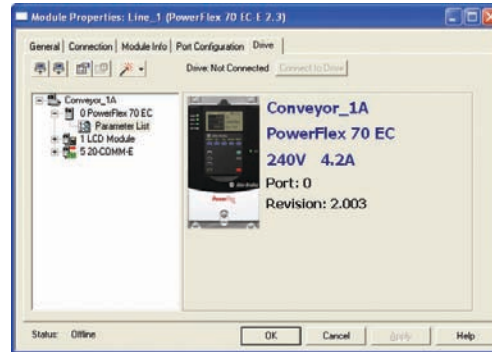 Module Properties: Line_1 (PowerFlex 70 EC-E 2.3)
General Connection Module Info Port Configuration Drive
Drive: Not Connected Connect to Drive
Conveyor_1A
0 PowerFlex 70 EC
Parameter List
1 LCD Module
5 20-COMM-E
Conveyor_1A
PowerFlex 70 EC
240V 4.2A
Port: 0
Revision: 2.003
Status: Offline
OK Cancel Apply Help